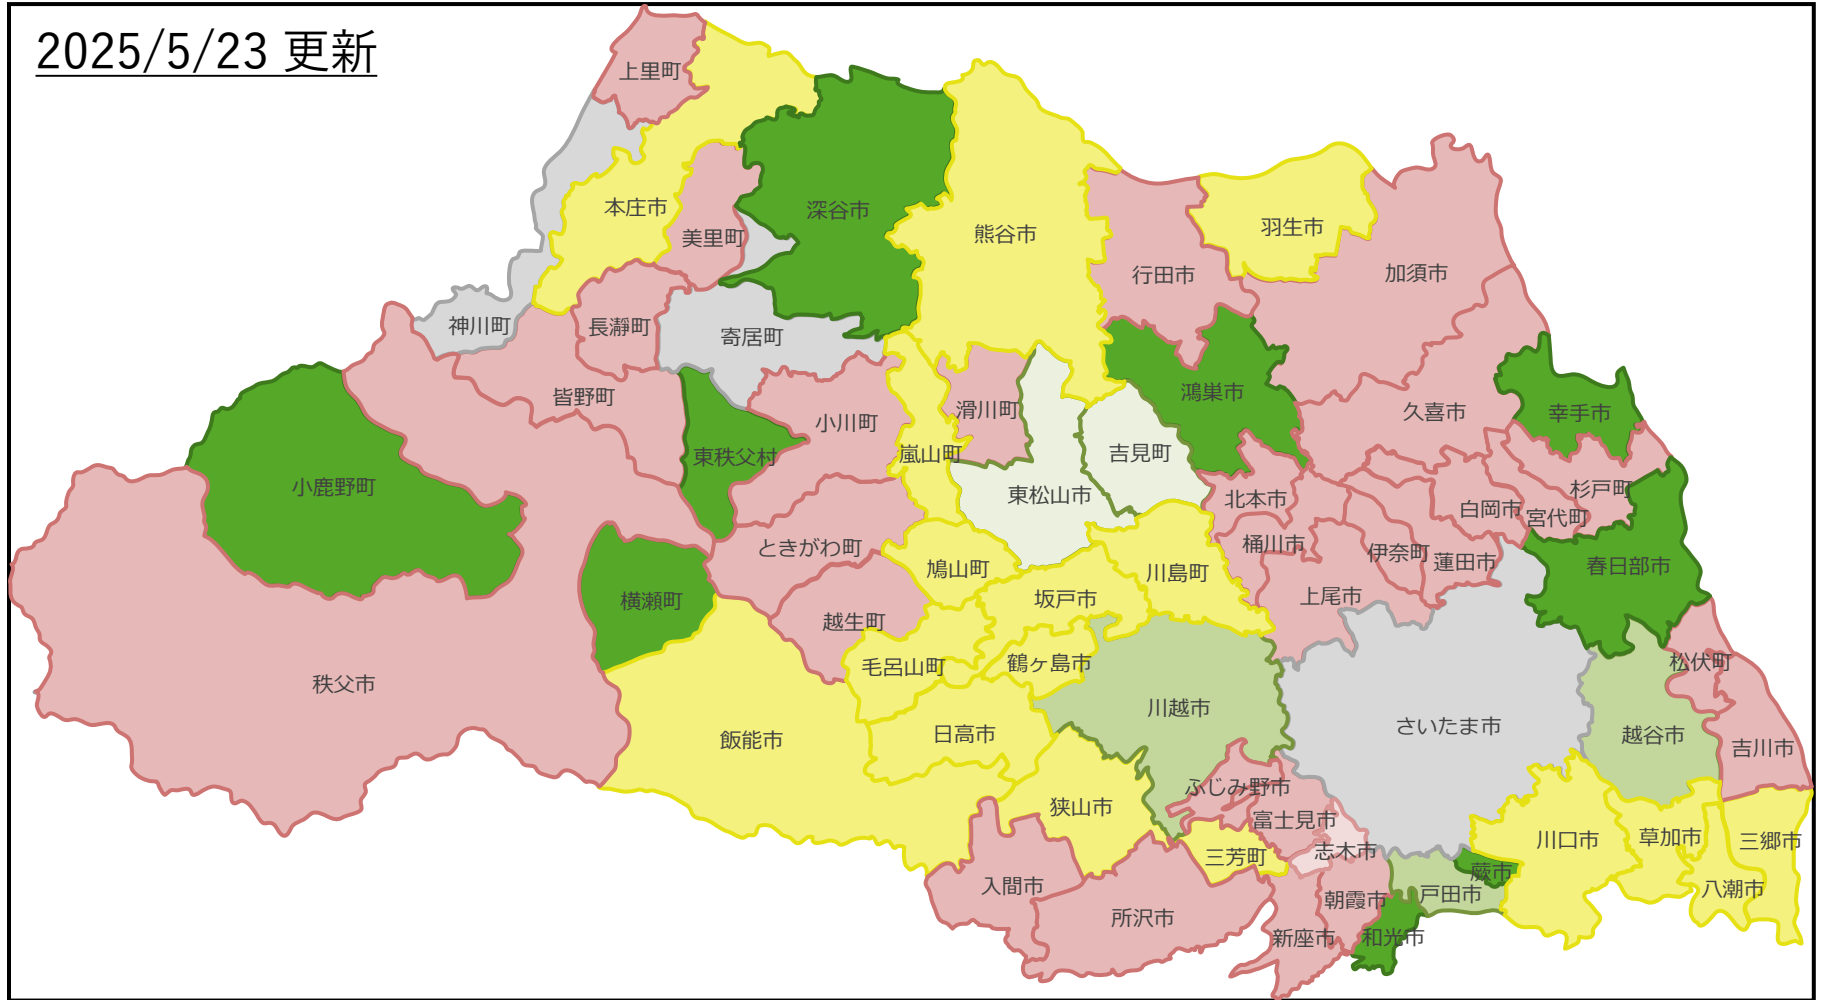 2025/5/23 更新
上里町
本庄市
美里町
深谷市
熊谷市
羽生市
行田市
加須市
神川町
長瀞町
寄居町
皆野町
小川町
滑川町
嵐山町
吉見町
鴻巣市
久喜市
幸手市
小鹿野町
東秩父村
東松山市
北本市
白岡市
杉戸町
宮代町
ときがわ町
鳩山町
川島町
桶川市
伊奈町
蓮田市
春日部市
横瀬町
越生町
坂戸市
上尾市
毛呂山町
鶴ヶ島市
松伏町
秩父市
飯能市
日高市
川越市
さいたま市
越谷市
吉川市
狭山市
ふじみ野市
富士見市
三芳町
志木市
川口市
草加市
三郷市
入間市
所沢市
朝霞市
戸田市
蕨市
八潮市
新座市
和光市